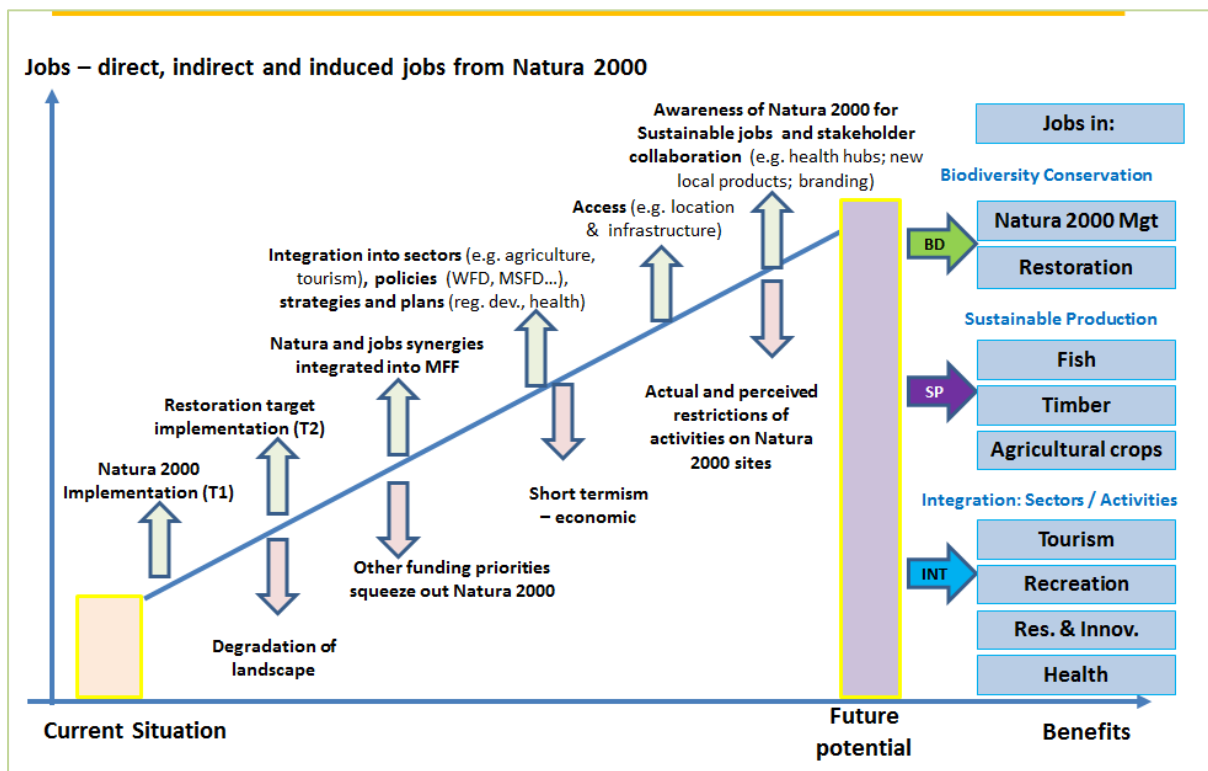 Jobs – direct, indirect and induced jobs from Natura 2000
Awareness of Natura 2000 for
Sustainable jobs and stakeholder
collaboration (e.g. health hubs; new
local products; branding)
Access (e.g. location
& infrastructure)
Integration into sectors (e.g. agriculture,
tourism), policies (WFD, MSFD...),
strategies and plans (reg. dev., health)
Natura and jobs synergies
integrated into MFF
Restoration target
implementation (T2)
Natura 2000
Implementation (T1)
Degradation of
landscape
Other funding priorities
squeeze out Natura 2000
Short termism
– economic
Actual and perceived
restrictions of
activities on Natura
2000 sites
Jobs in:
Biodiversity Conservation
BD
Natura 2000 Mgt
Restoration
Sustainable Production
SP
Fish
Timber
Agricultural crops
Integration: Sectors / Activities
INT
Tourism
Recreation
Res. & Innov.
Health
Current Situation
Future
potential
Benefits